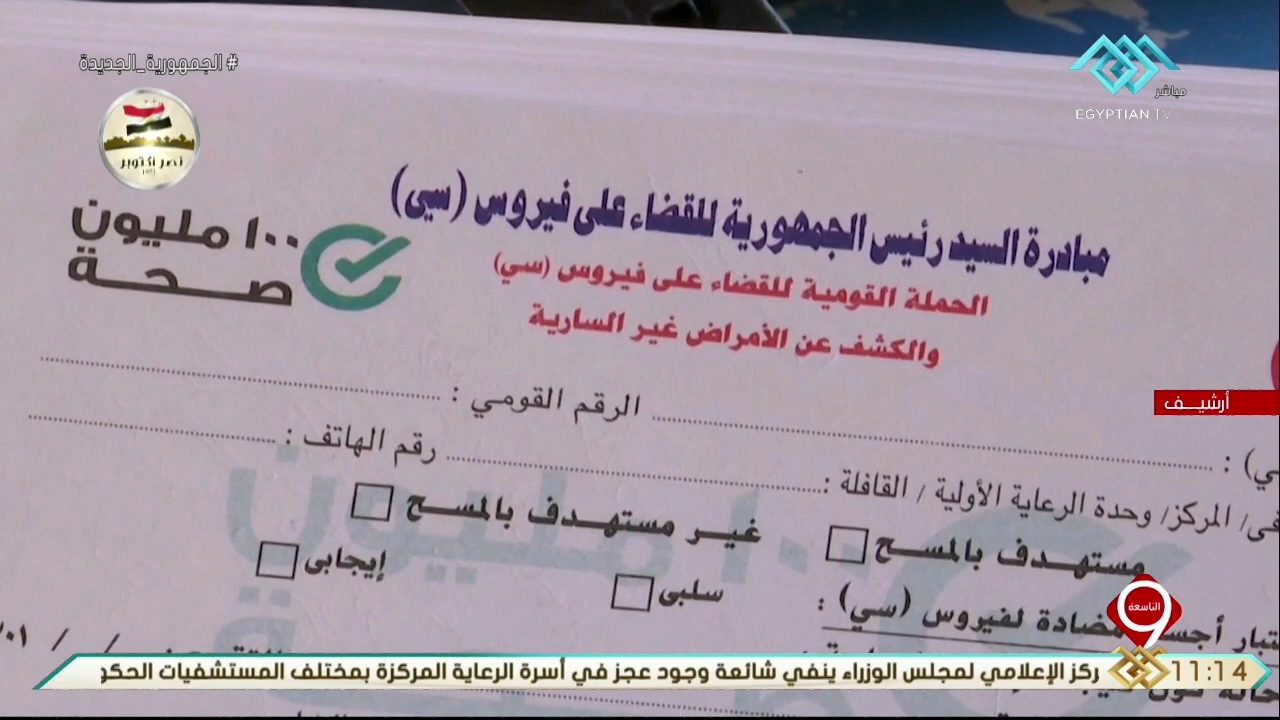 #الجمهورية_الجديدة
مباشر
EGYPTIAN TV
نصر أكتوبر
١٠٠ مليون
صحة
مبادرة السيد رئيس الجمهورية للقضاء على فيروس (سي)
الحملة القومية للقضاء على فيروس (سي)
والكشف عن الأمراض غير السارية
أرشيف
الرقم القومي :
المركز/ وحدة الرعاية الأولية / القافلة :
رقم الهاتف :
مستهدف بالمسح
غير مستهدف بالمسح
أجسام مضادة لفيروس (سي) :
سلبى
إيجابى
التاسعة
9
ركز الإعلامي لمجلس الوزراء ينفي شائعة وجود عجز في أسرة الرعاية المركزة بمختلف المستشفيات الحكو
11:14